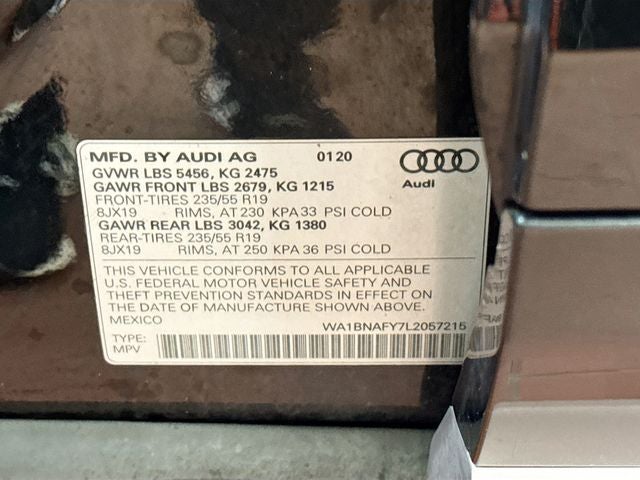 MFD. BY AUDI AG 0120
GVWR LBS 5456, KG 2475
GAWR FRONT LBS 2679, KG 1215
FRONT-TIRES 235/55 R19
8JX19 RIMS, AT 230 KPA 33 PSI COLD
GAWR REAR LBS 3042, KG 1380
REAR-TIRES 235/55 R19
8JX19 RIMS, AT 250 KPA 36 PSI COLD
Audi
THIS VEHICLE CONFORMS TO ALL APPLICABLE
U.S. FEDERAL MOTOR VEHICLE SAFETY AND
THEFT PREVENTION STANDARDS IN EFFECT ON
THE DATE OF MANUFACTURE SHOWN ABOVE.
MEXICO WA1BNAFY7L2057215
TYPE:
MPV